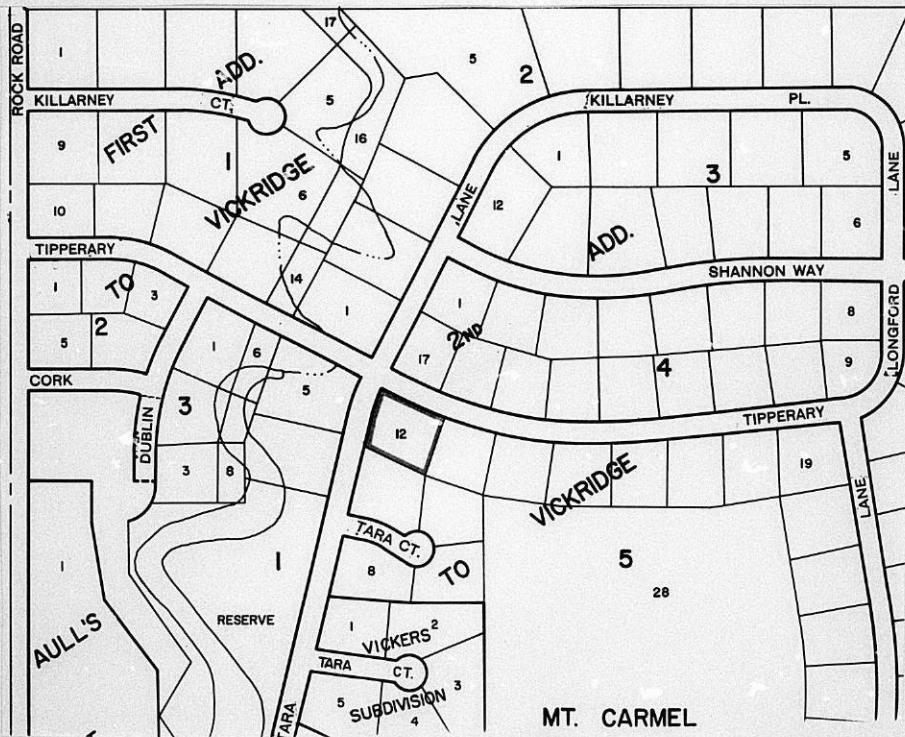 17
1
ADD.
5
2
ROCK ROAD
KILLARNEY CT.
5
KILLARNEY PL.
9
FIRST
1
16
1
5
3
LANE
VICKRIDGE
6
LANE
12
10
6
ADD.
TIPPERARY
SHANNON WAY
1
TO
3
14
1
1
8
LONGFORD
5
2
1
6
17
2ND
4
9
CORK
3
5
TIPPERARY
DUBLIN
12
3
8
VICKRIDGE
19
LANE
TARA CT.
1
1
8
TO
5
28
RESERVE
AULL'S
1
VICKERS
2
TARA CT.
3
5
SUBDIVISION
4
TARA
MT. CARMEL